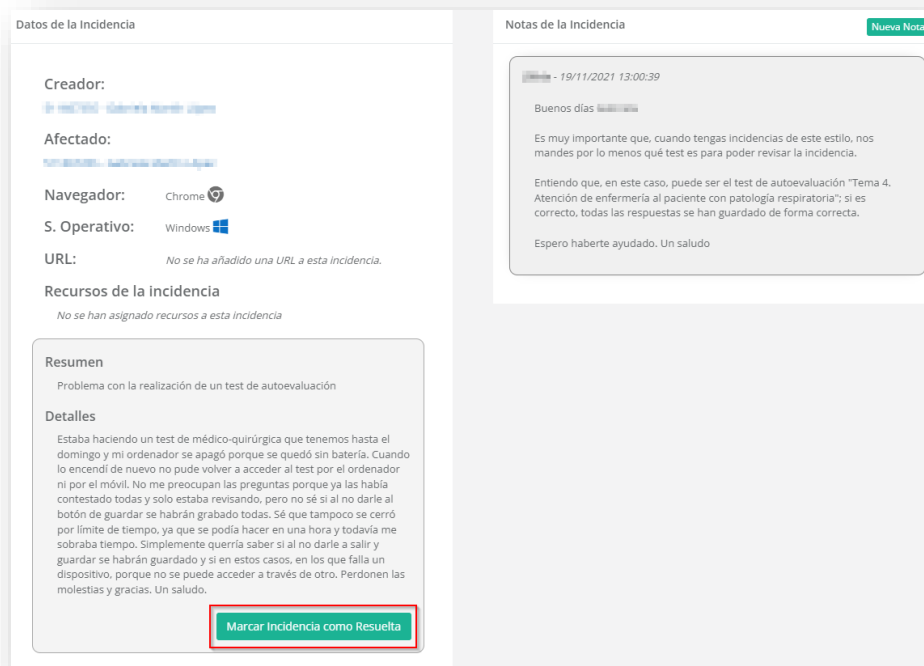 Datos de la Incidencia
Creador:
Afectado:
Navegador: Chrome
S. Operativo: Windows
URL: No se ha añadido una URL a esta incidencia.
Recursos de la incidencia
No se han asignado recursos a esta incidencia
Resumen
Problema con la realización de un test de autoevaluación
Detalles
Estaba haciendo un test de médico-quirúrgica que tenemos hasta el
domingo y mi ordenador se apagó porque se quedó sin batería. Cuando
lo encendí de nuevo no pude volver a acceder al test por el ordenador
ni por el móvil. No me preocupan las preguntas porque ya las había
contestado todas y solo estaba revisando, pero no sé si al no darle al
botón de guardar se habrán grabado todas. Sé que tampoco se cerró
por límite de tiempo, ya que se podía hacer en una hora y todavía me
sobraba tiempo. Simplemente querría saber si al no darle a salir y
guardar se habrán guardado y si en estos casos, en los que falla un
dispositivo, porque no se puede acceder a través de otro. Perdonen las
molestias y gracias. Un saludo.
Marcar Incidencia como Resuelta
Notas de la Incidencia
Nueva Nota
- 19/11/2021 13:00:39
Buenos días
Es muy importante que, cuando tengas incidencias de este estilo, nos
mandes por lo menos qué test es para poder revisar la incidencia.
Entiendo que, en este caso, puede ser el test de autoevaluación "Tema 4.
Atención de enfermería al paciente con patología respiratoria"; si es
correcto, todas las respuestas se han guardado de forma correcta.
Espero haberte ayudado. Un saludo